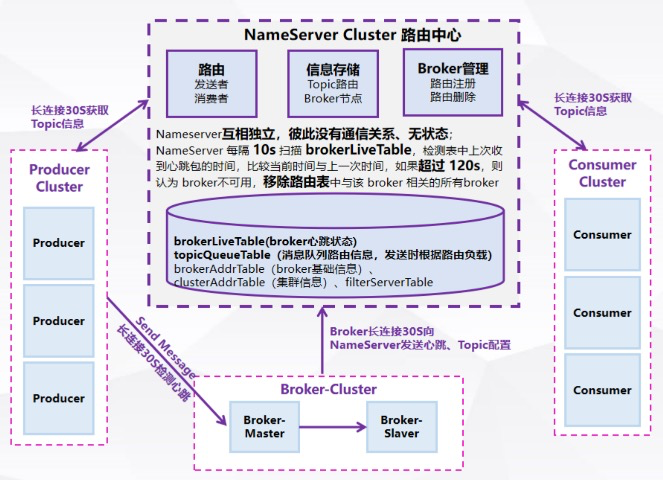 NameServer Cluster 路由中心
路由
发送者
消费者
信息存储
Topic路由
Broker节点
Broker管理
路由注册
路由删除
长连接30S获取
Topic信息
长连接30S获取
Topic信息
Nameserver互相独立，彼此没有通信关系、无状态；
NameServer 每隔 10s 扫描 brokerLiveTable，检测表中上次收
到心跳包的时间，比较当前时间与上一次时间，如果超过 120s，则
认为 broker不可用，移除路由表中与该 broker 相关的所有broker
brokerLiveTable(broker心跳状态)
topicQueueTable（消息队列路由信息，发送时根据路由负载）
brokerAddrTable（broker基础信息）、
clusterAddrTable（集群信息）、filterServerTable
Producer
Cluster
Producer
Producer
Producer
Consumer
Cluster
Consumer
Consumer
Consumer
Send Message
长连接30S检测心跳
Broker长连接30S向
NameServer发送心跳、Topic配置
Broker-Cluster
Broker-
Master
Broker-
Slaver